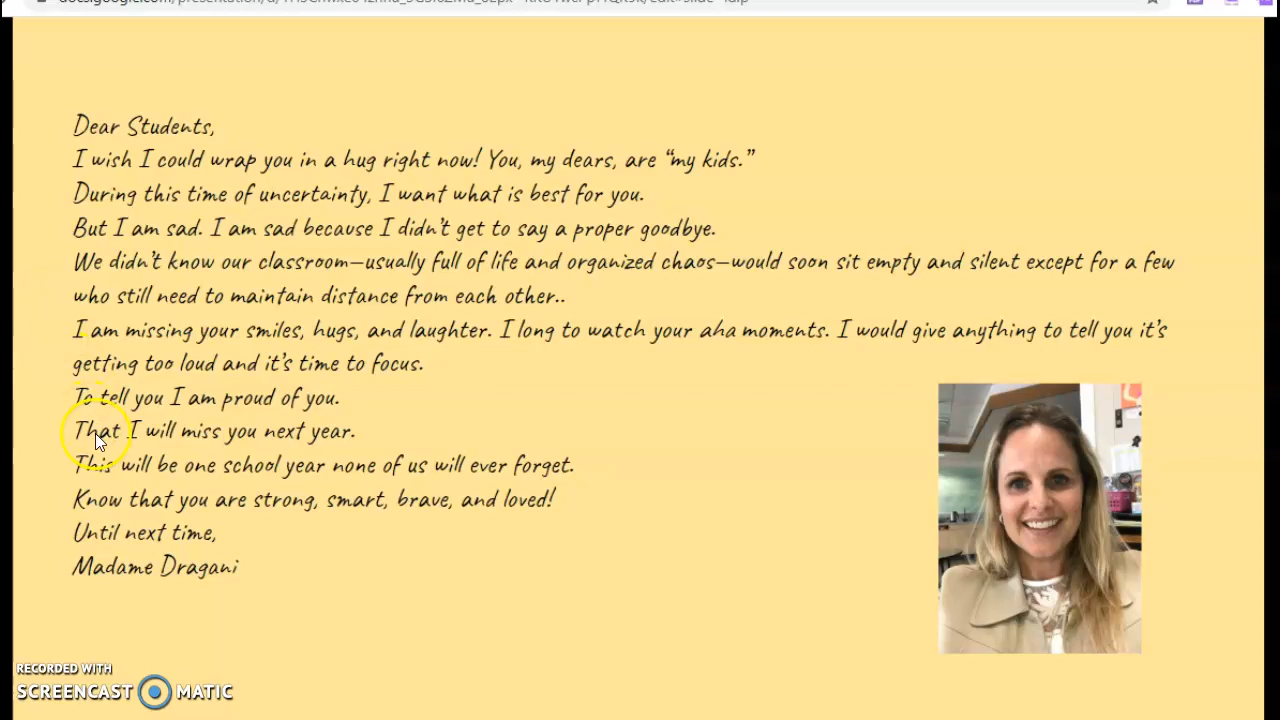 Dear Students,
I wish I could wrap you in a hug right now! You, my dears, are “my kids.”
During this time of uncertainty, I want what is best for you.
But I am sad. I am sad because I didn’t get to say a proper goodbye.
We didn’t know our classroom—usually full of life and organized chaos—would soon sit empty and silent except for a few
who still need to maintain distance from each other..
I am missing your smiles, hugs, and laughter. I long to watch your aha moments. I would give anything to tell you it’s
getting too loud and it’s time to focus.
To tell you I am proud of you.
That I will miss you next year.
This will be one school year none of us will ever forget.
Know that you are strong, smart, brave, and loved!
Until next time,
Madame Dragani
RECORDED WITH
SCREENCAST MATIC